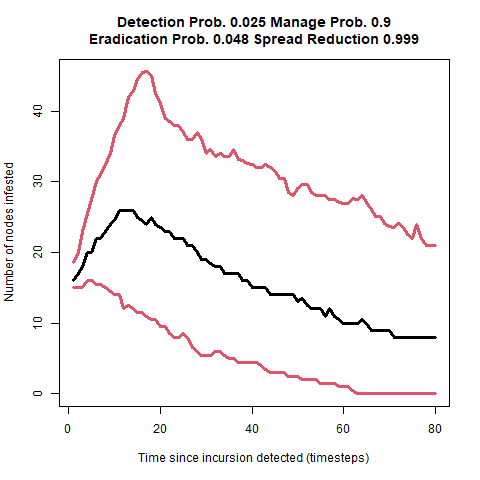 Detection Prob. 0.025 Manage Prob. 0.9
Eradication Prob. 0.048 Spread Reduction 0.999
Number of nodes infested
40
30
20
10
0
0 20 40 60 80
Time since incursion detected (timesteps)